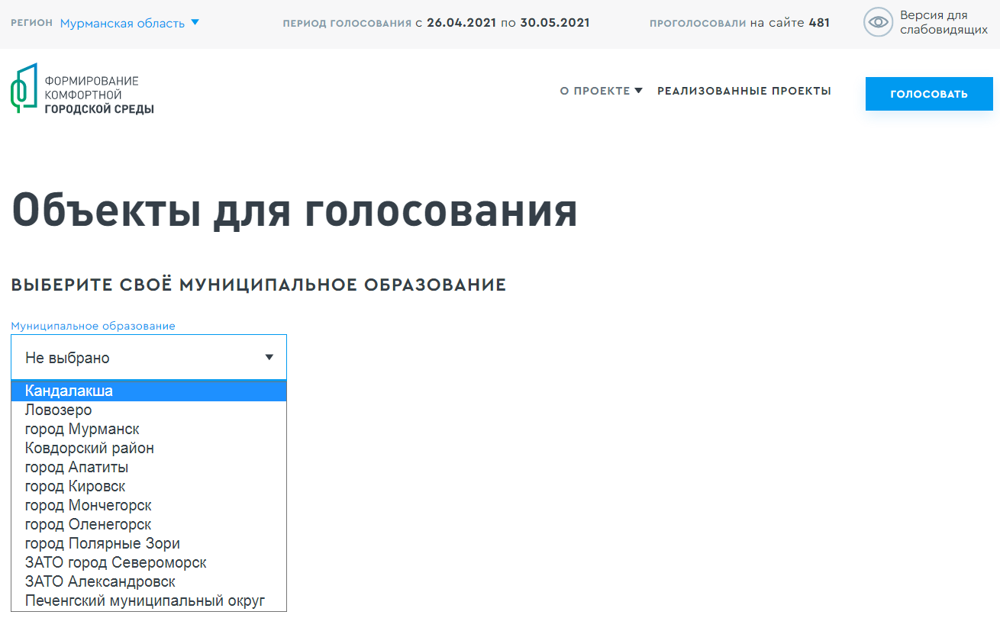 РЕГИОН Мурманская область
ПЕРИОД ГОЛОСОВАНИЯ с 26.04.2021 по 30.05.2021
ПРОГОЛОСОВАЛИ на сайте 481
Версия для
слабовидящих
ФОРМИРОВАНИЕ
КОМФОРТНОЙ
ГОРОДСКОЙ СРЕДЫ
О ПРОЕКТЕ
РЕАЛИЗОВАННЫЕ ПРОЕКТЫ
ГОЛОСОВАТЬ
Объекты для голосования
ВЫБЕРИТЕ СВОЁ МУНИЦИПАЛЬНОЕ ОБРАЗОВАНИЕ
Муниципальное образование
Не выбрано
Кандалакша
Ловозеро
город Мурманск
Ковдорский район
город Апатиты
город Кировск
город Мончегорск
город Оленегорск
город Полярные Зори
ЗАТО город Североморск
ЗАТО Александровск
Печенгский муниципальный округ